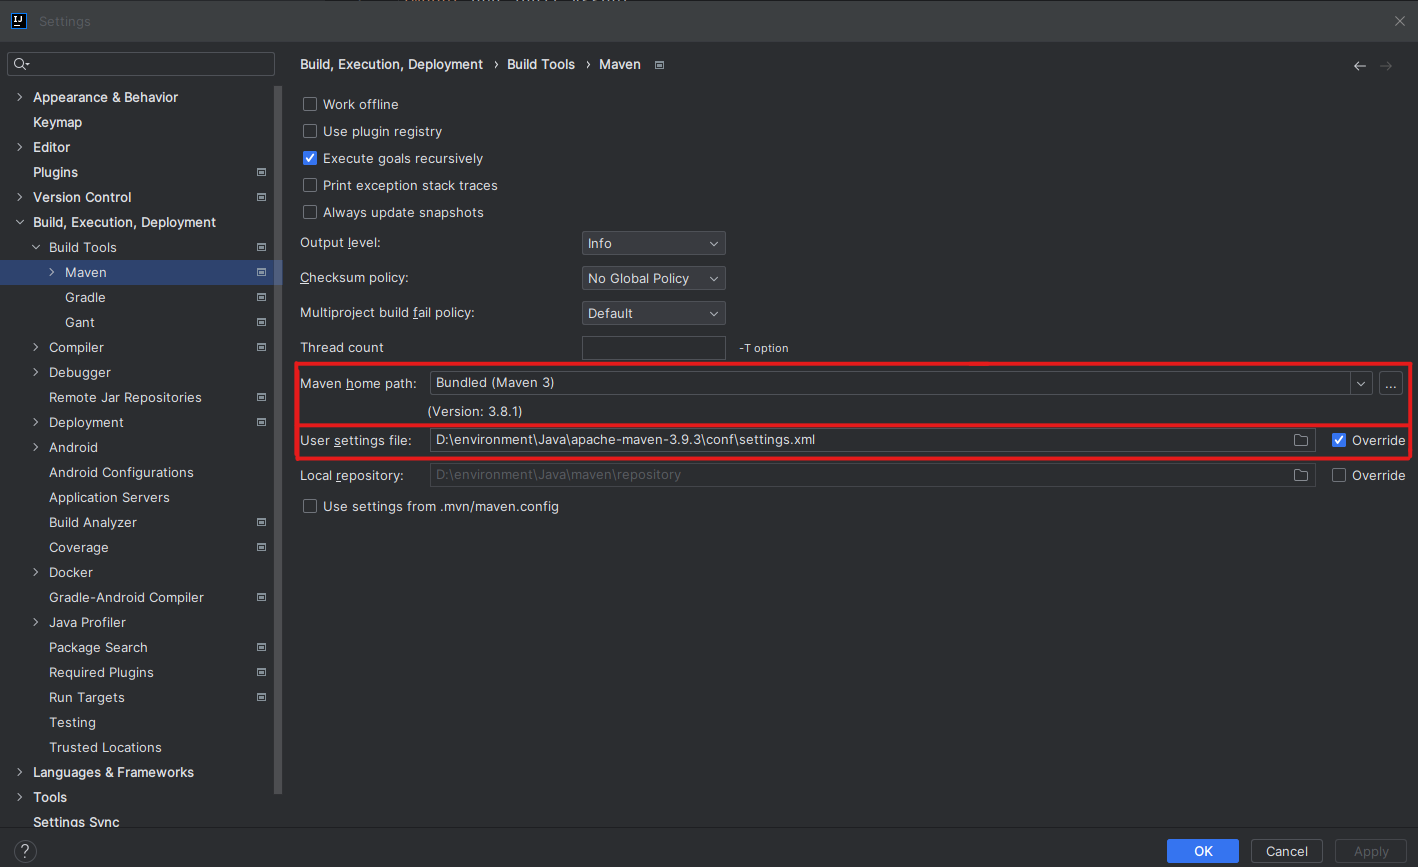 Settings
Appearance & Behavior
Keymap
Editor
Plugins
Version Control
Build, Execution, Deployment
Build Tools
Maven
Gradle
Gant
Compiler
Debugger
Remote Jar Repositories
Deployment
Android
Android Configurations
Application Servers
Build Analyzer
Coverage
Docker
Gradle-Android Compiler
Java Profiler
Package Search
Required Plugins
Run Targets
Testing
Trusted Locations
Languages & Frameworks
Tools
Settings Sync
Build, Execution, Deployment › Build Tools › Maven
Work offline
Use plugin registry
Execute goals recursively
Print exception stack traces
Always update snapshots
Output level: Info
Checksum policy: No Global Policy
Multiproject build fail policy: Default
Thread count -T option
Maven home path: Bundled (Maven 3) ...
(Version: 3.8.1)
User settings file: D:\environment\Java\apache-maven-3.9.3\conf\settings.xml Override
Local repository: D:\environment\Java\maven\repository Override
Use settings from .mvn/maven.config
? OK Cancel Apply